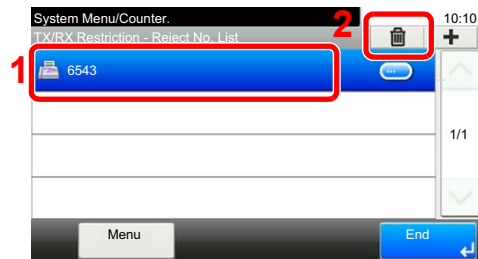 System Menu/Counter.
2
10:10
TX/RX Restriction - Reject No. List
1
6543
1/1
Menu
End